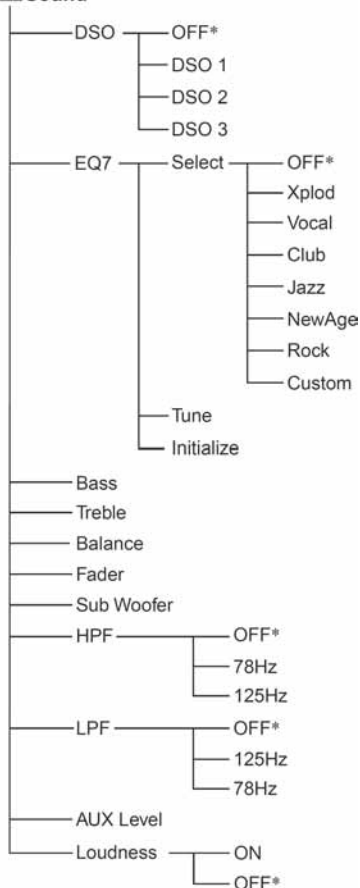 Sound
DSO OFF*
DSO 1
DSO 2
DSO 3
EQ7 Select OFF*
Xplod
Vocal
Club
Jazz
NewAge
Rock
Custom
Tune
Initialize
Bass
Treble
Balance
Fader
Sub Woofer
HPF OFF*
78Hz
125Hz
LPF OFF*
125Hz
78Hz
AUX Level
Loudness ON
OFF*